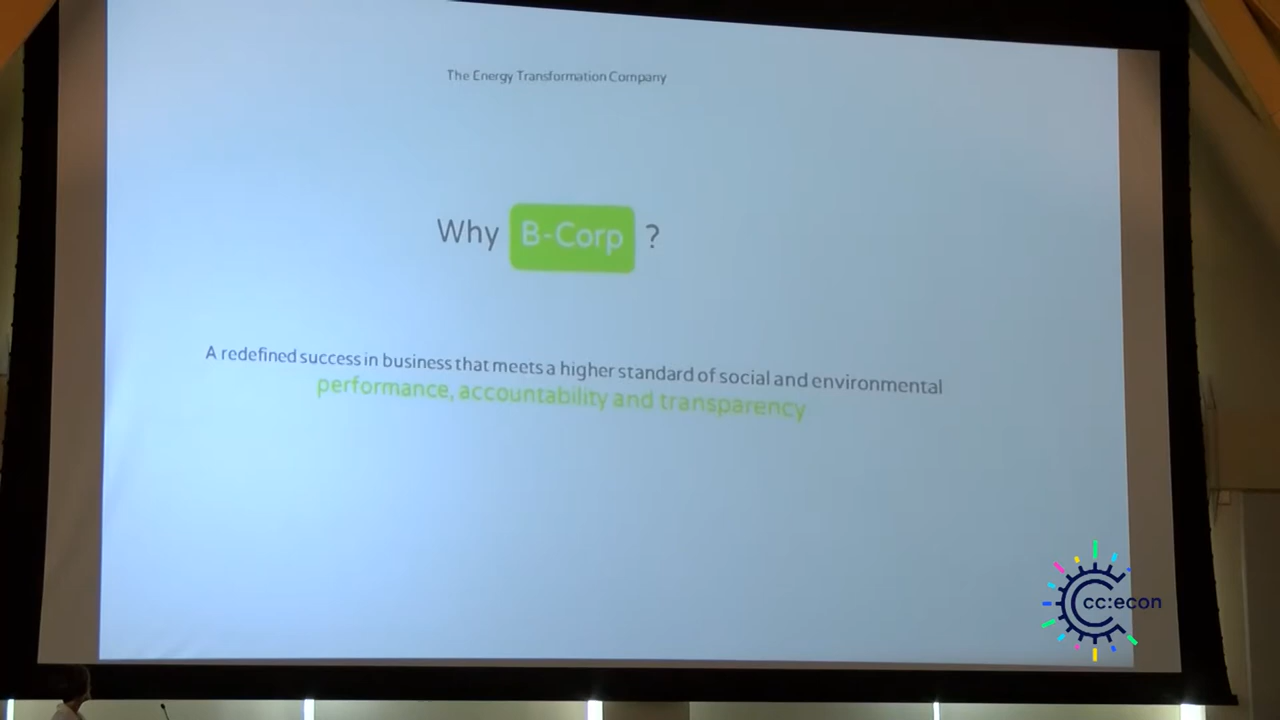 The Energy Transformation Company
Why B-Corp ?
A redefined success in business that meets a higher standard of social and environmental
performance, accountability and transparency
cc:econ